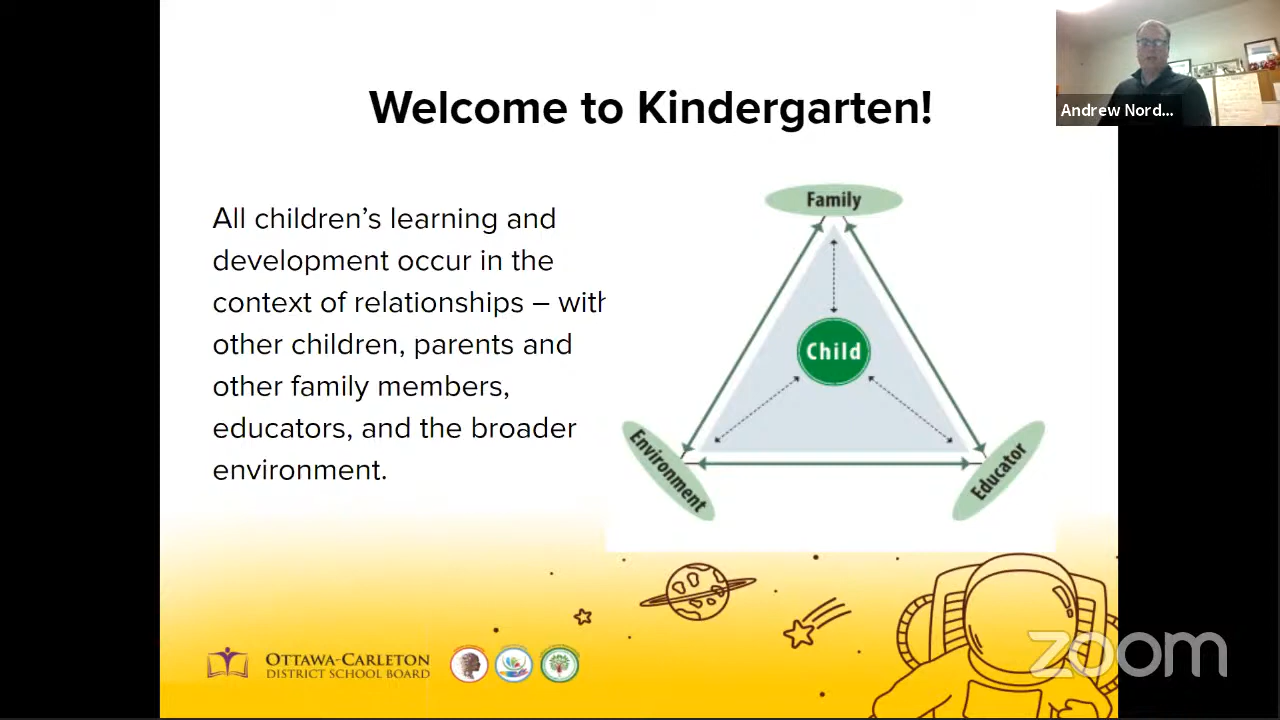 Welcome to Kindergarten!
Andrew Nord...
All children's learning and
development occur in the
context of relationships – with
other children, parents and
other family members,
educators, and the broader
environment.
Family
Child
Environment
Educator
OTTAWA-CARLETON
DISTRICT SCHOOL BOARD
zoom